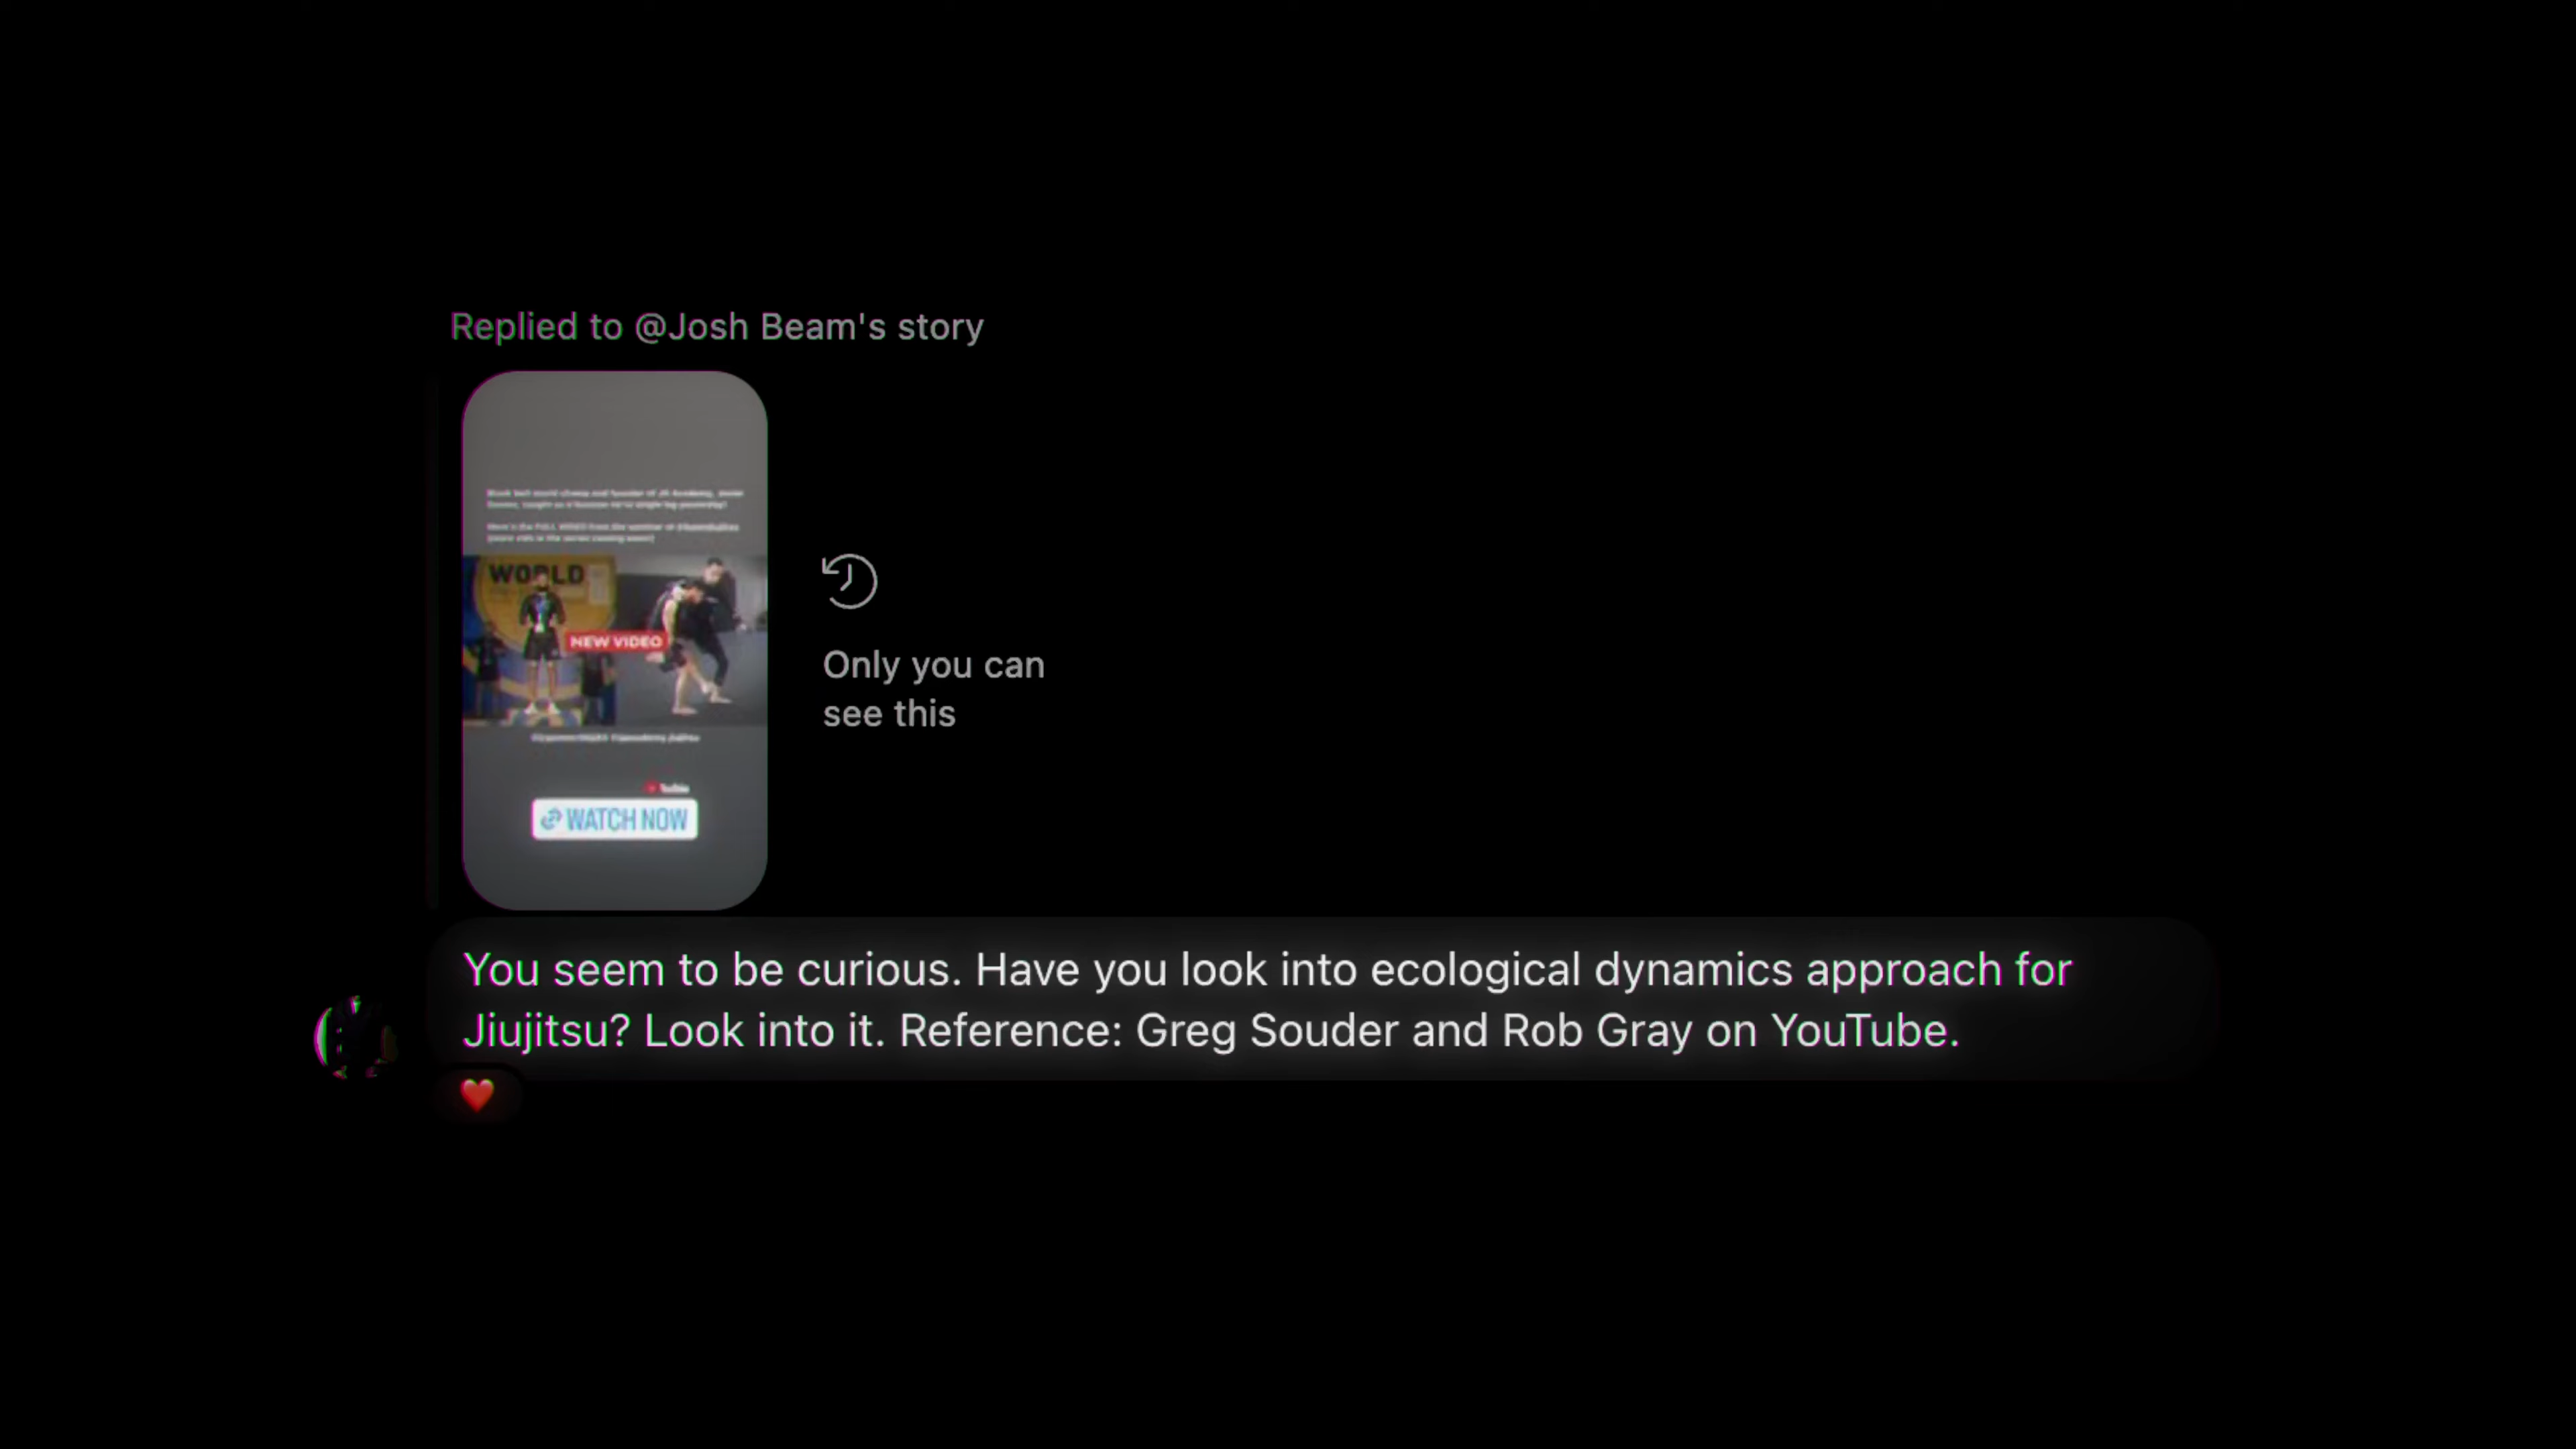 Replied to @Josh Beam's story
WORLD
NEW VIDEO
YouTube
WATCH NOW
Only you can
see this
You seem to be curious. Have you look into ecological dynamics approach for
Jiujitsu? Look into it. Reference: Greg Souder and Rob Gray on YouTube.